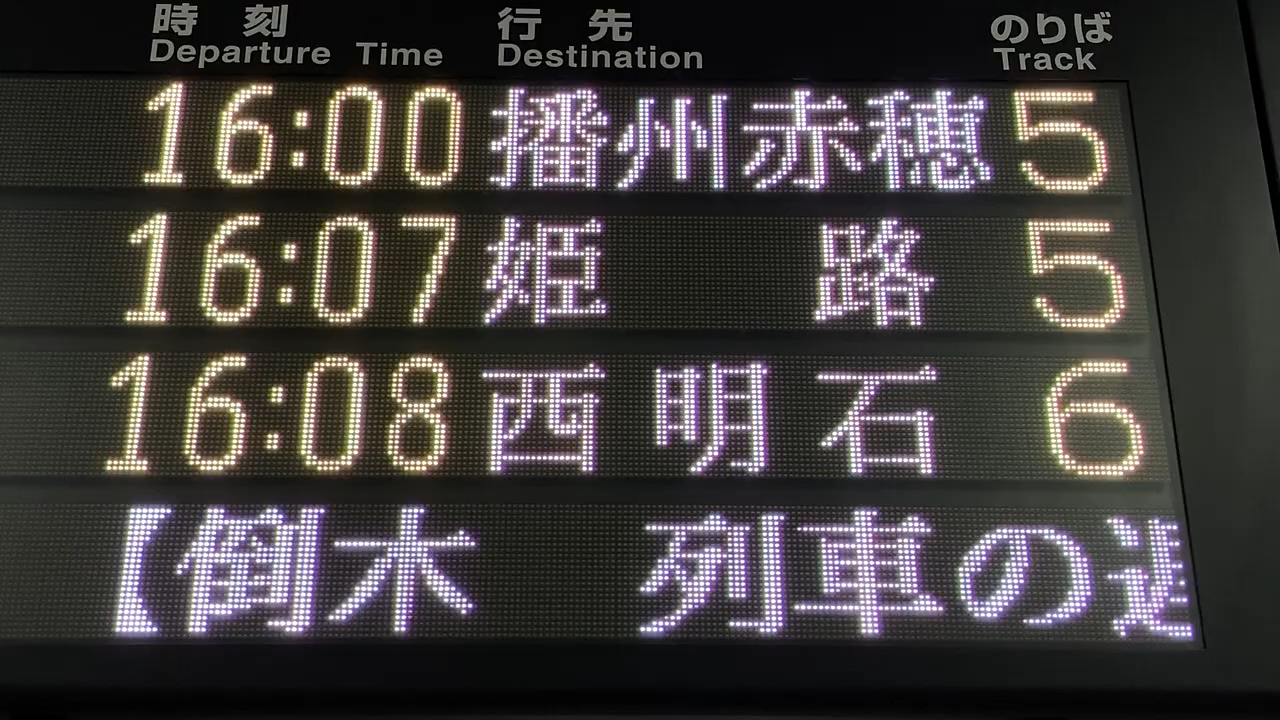 時刻 行先 のりば
Departure Time Destination Track
16:00 播州赤穂 5
16:07 姫路 5
16:08 西明石 6
【倒木 列車の